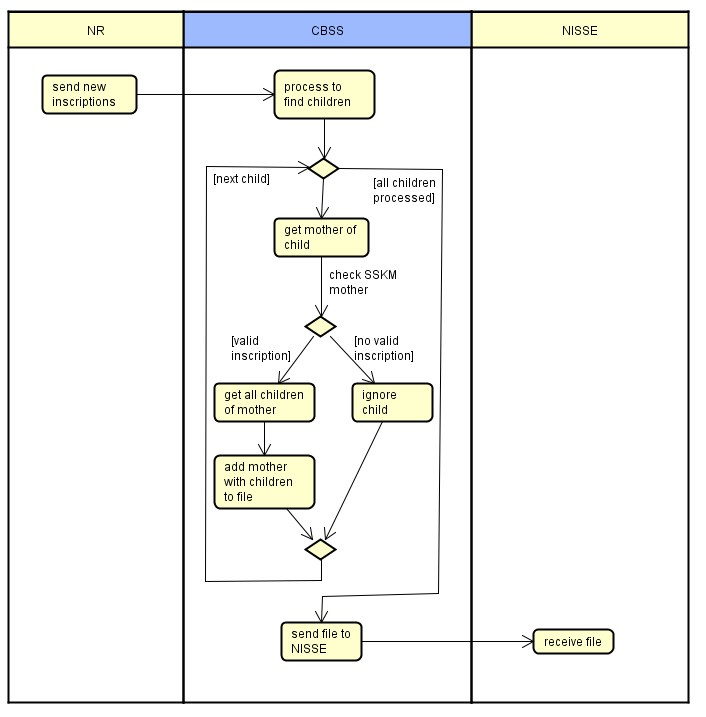 NR
CBSS
NISSE
send new
inscriptions
process to
find children
[next child]
[all children
processed]
get mother of
child
check SSKM
mother
[valid
inscription]
[no valid
inscription]
get all children
of mother
ignore
child
add mother
with children
to file
send file to
NISSE
receive file